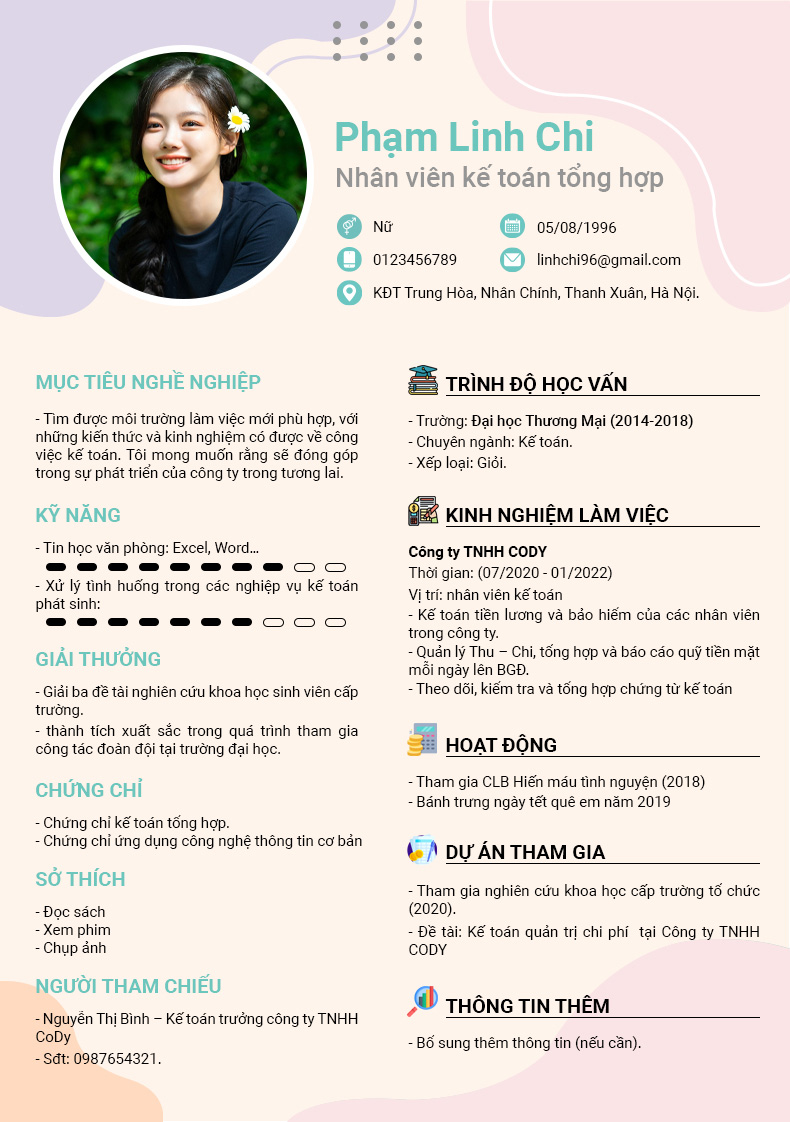 Phạm Linh Chi
Nhân viên kế toán tổng hợp
Nữ
05/08/1996
0123456789
linhchi96@gmail.com
KĐT Trung Hòa, Nhân Chính, Thanh Xuân, Hà Nội.
MỤC TIÊU NGHỀ NGHIỆP
- Tìm được môi trường làm việc mới phù hợp, với
những kiến thức và kinh nghiệm có được về công
việc kế toán. Tôi mong muốn rằng sẽ đóng góp
trong sự phát triển của công ty trong tương lai.
KỸ NĂNG
- Tin học văn phòng: Excel, Word...
- Xử lý tình huống trong các nghiệp vụ kế toán
phát sinh:
GIẢI THƯỞNG
- Giải ba đề tài nghiên cứu khoa học sinh viên cấp
trường.
- thành tích xuất sắc trong quá trình tham gia
công tác đoàn đội tại trường đại học.
CHỨNG CHỈ
- Chứng chỉ kế toán tổng hợp.
- Chứng chỉ ứng dụng công nghệ thông tin cơ bản
SỞ THÍCH
- Đọc sách
- Xem phim
- Chụp ảnh
NGƯỜI THAM CHIẾU
- Nguyễn Thị Bình – Kế toán trưởng công ty TNHH
CoDy
- Sđt: 0987654321.
TRÌNH ĐỘ HỌC VẤN
- Trường: Đại học Thương Mại (2014-2018)
- Chuyên ngành: Kế toán.
- Xếp loại: Giỏi.
KINH NGHIỆM LÀM VIỆC
Công ty TNHH CODY
Thời gian: (07/2020 - 01/2022)
Vị trí: nhân viên kế toán
- Kế toán tiền lương và bảo hiểm của các nhân viên
trong công ty.
- Quản lý Thu – Chi, tổng hợp và báo cáo quỹ tiền mặt
mỗi ngày lên BGĐ.
- Theo dõi, kiểm tra và tổng hợp chứng từ kế toán
HOẠT ĐỘNG
- Tham gia CLB Hiến máu tình nguyện (2018)
- Bánh trưng ngày tết quê em năm 2019
DỰ ÁN THAM GIA
- Tham gia nghiên cứu khoa học cấp trường tổ chức
(2020).
- Đề tài: Kế toán quản trị chi phí tại Công ty TNHH
CODY
THÔNG TIN THÊM
- Bổ sung thêm thông tin (nếu cần).